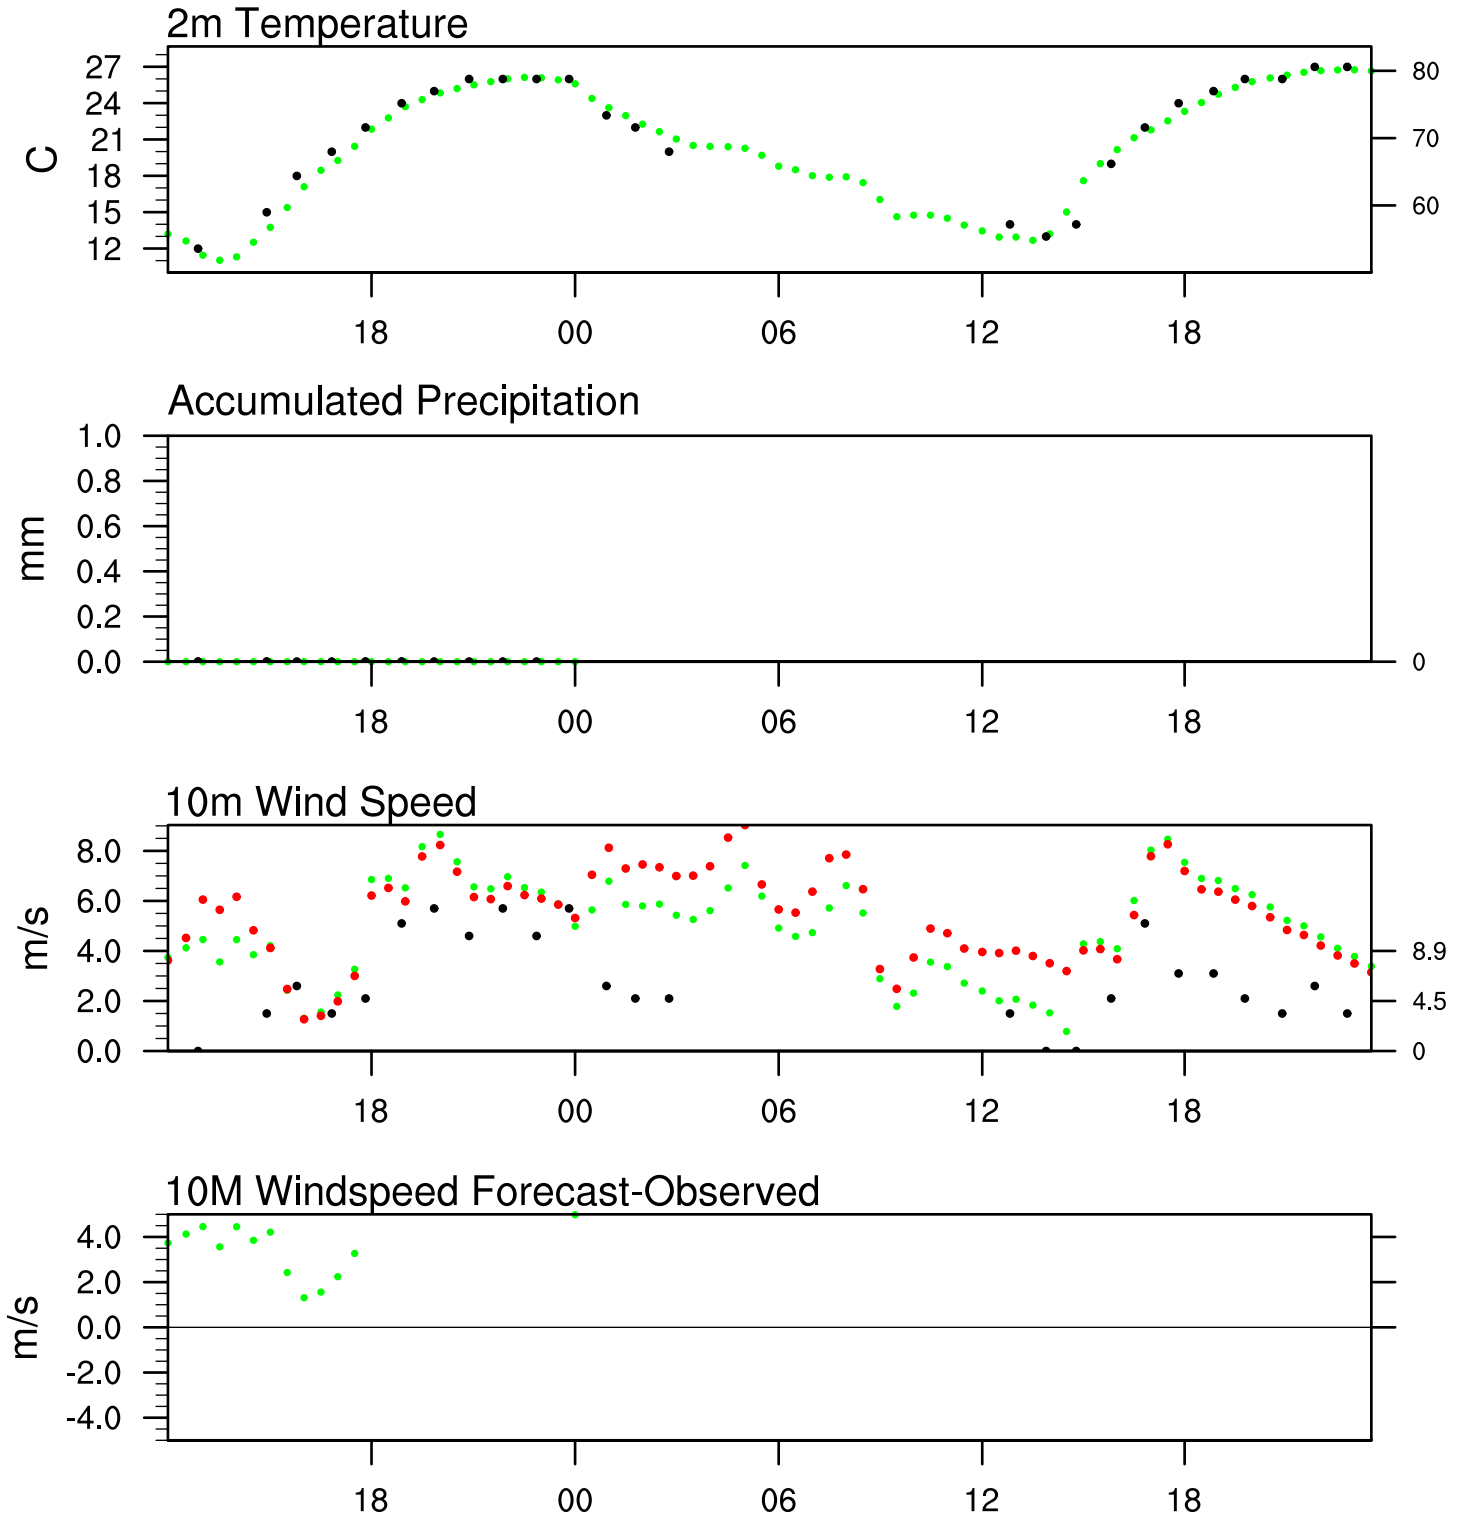 2m Temperature
27
24
21
18
15
12
C
80
70
60
18 00 06 12 18
Accumulated Precipitation
1.0
0.8
0.6
0.4
0.2
0.0
mm
0
18 00 06 12 18
10m Wind Speed
8.0
6.0
4.0
2.0
0.0
m/s
8.9
4.5
0
18 00 06 12 18
10M Windspeed Forecast-Observed
4.0
2.0
0.0
-2.0
-4.0
m/s
18 00 06 12 18